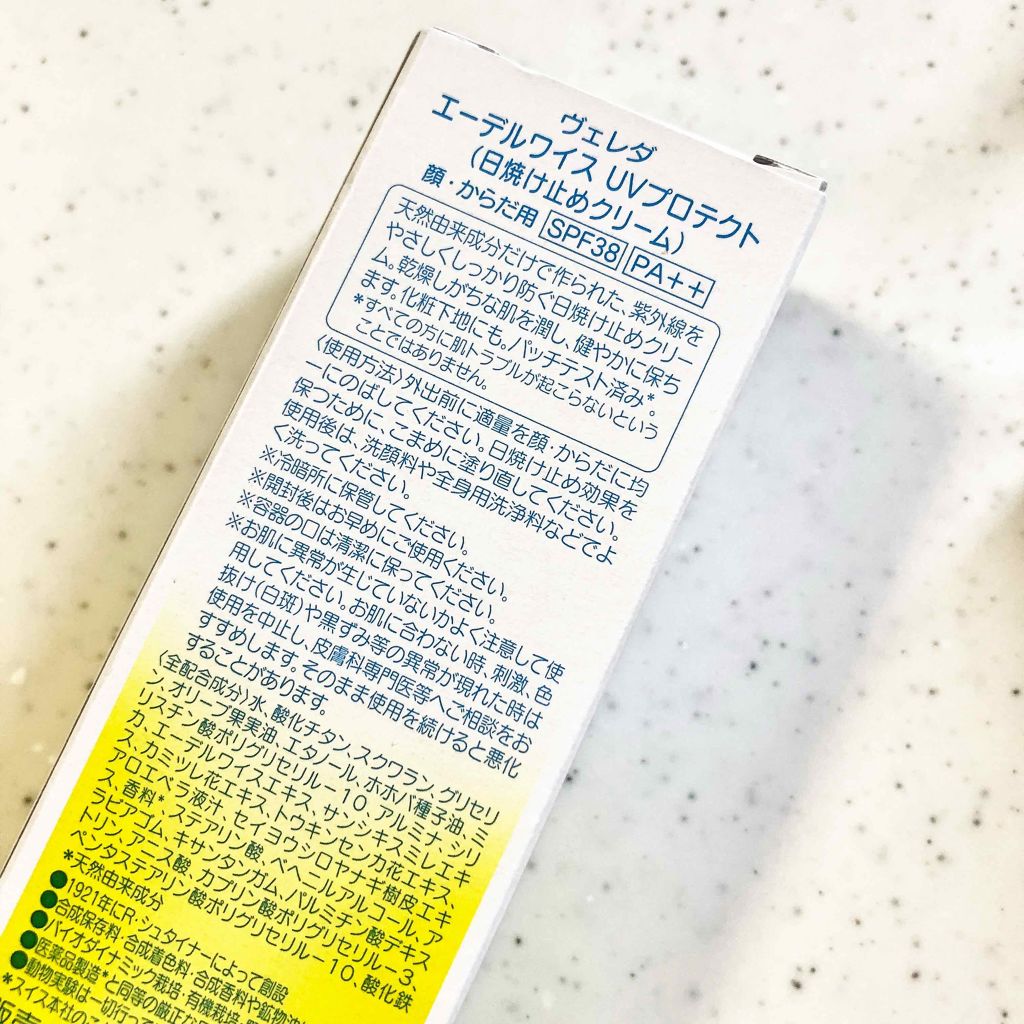 ヴェレダ
エーデルワイス UVプロテクト
(日焼け止めクリーム)
顔・からだ用 SPF38 PA++
天然由来成分だけで作られた、紫外線を
やさしくしっかり防ぐ日焼け止めクリー
ム。乾燥しがちな肌を潤し、健やかに保ち
ます。化粧下地にも。パッチテスト済み*。
*すべての方に肌トラブルが起こらないという
ことではありません。
〈使用方法〉外出前に適量を顔・からだに均
一にのばしてください。日焼け止め効果を
保つために、こまめに塗り直してください。
使用後は、洗顔料や全身用洗浄料などでよ
く洗ってください。
※冷暗所に保管してください。
※開封後はお早めにご使用ください。
※容器の口は清潔に保ってください。
※お肌に異常が生じていないかよく注意して使
用してください。お肌に合わない時、刺激、色
抜け(白斑)や黒ずみ等の異常が現れた時は
使用を中止し、皮膚科専門医等へご相談をお
すすめします。そのまま使用を続けると悪化
することがあります。
〈全配合成分〉水、酸化チタン、スクワラン、グリセリ
ン、オリーブ果実油、エタノール、ホホバ種子油、ミ
リスチン酸ポリグリセリル-10、アルミナ、シリ
カ、エーデルワイスエキス、サンシキスミレエキ
ス、カミツレ花エキス、トウキンセンカ花エキス、
アロエベラ液汁、セイヨウシロヤナギ樹皮エキ
ス、香料*、ステアリン酸、ベヘニルアルコール、ア
ラビアゴム、キサンタンガム、パルミチン酸デキス
トリン、アニス酸、カプリン酸ポリグリセリル-3、
ペンタステアリン酸ポリグリセリル-10、酸化鉄
*天然由来成分
●1921年にR・シュタイナーによって創設
●合成保存料・合成着色料・合成香料や鉱物油
●バイオダイナミック栽培・有機栽培・
●医薬品製造*と同等の厳正な
●動物実験は一切行って
*スイス本社の
販売